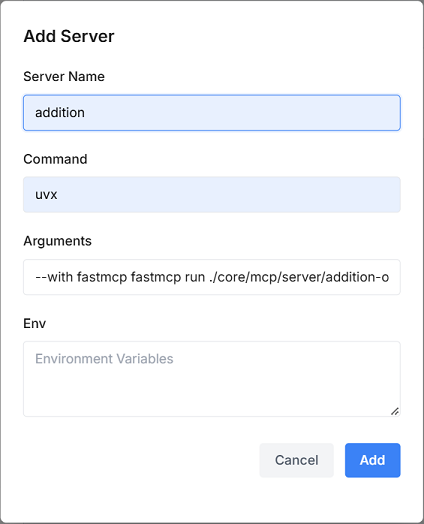 Add Server
Server Name
addition
Command
uvx
Arguments
--with fastmcp fastmcp run ./core/mcp/server/addition-o
Env
Environment Variables
Cancel
Add